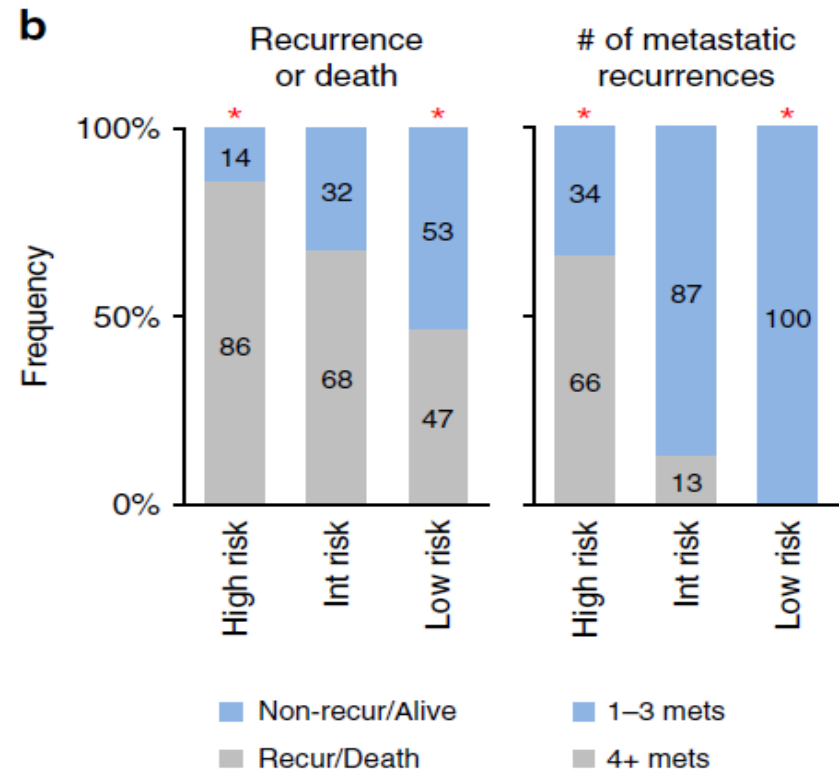 b
Recurrence
or death
# of metastatic
recurrences
* * * *
100%
50%
0%
Frequency
14 32 53
86 68 47
34 87 100
66 13
High risk Int risk Low risk
High risk Int risk Low risk
Non-recur/Alive
Recur/Death
1–3 mets
4+ mets